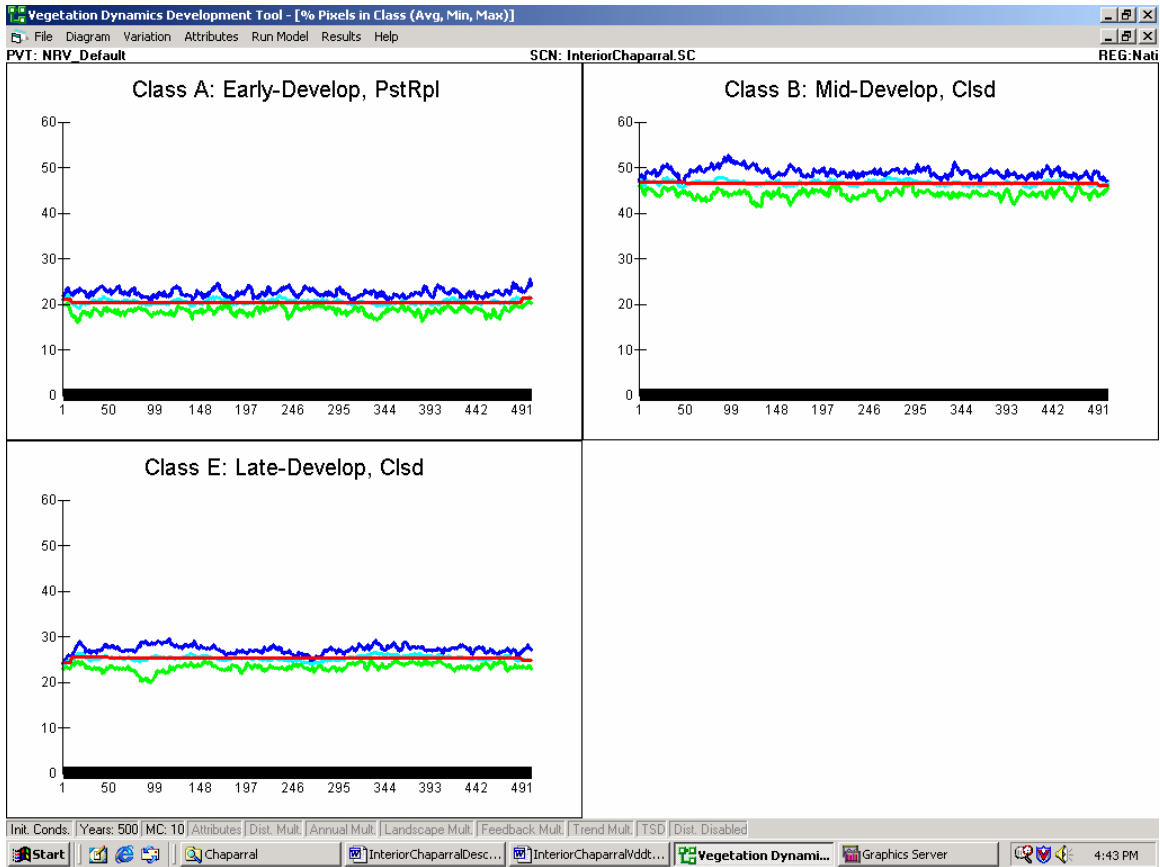 Vegetation Dynamics Development Tool - [% Pixels in Class (Avg, Min, Max)]
File Diagram Variation Attributes Run Model Results Help
PVT: NRV_Default SCN: InteriorChaparral.SC REG:Nati
Class A: Early-Develop, PstRpl
60
50
40
30
20
10
0
1 50 99 148 197 246 295 344 393 442 491
Class B: Mid-Develop, Clsd
60
50
40
30
20
10
0
1 50 99 148 197 246 295 344 393 442 491
Class E: Late-Develop, Clsd
60
50
40
30
20
10
0
1 50 99 148 197 246 295 344 393 442 491
Init. Conds. Years: 500 MC: 10 Attributes Dist. Mult. Annual Mult. Landscape Mult. Feedback Mult. Trend Mult. TSD Dist. Disabled
Start Chaparral InteriorChaparralDesc... InteriorChaparralVddt... Vegetation Dynami... Graphics Server 4:43 PM